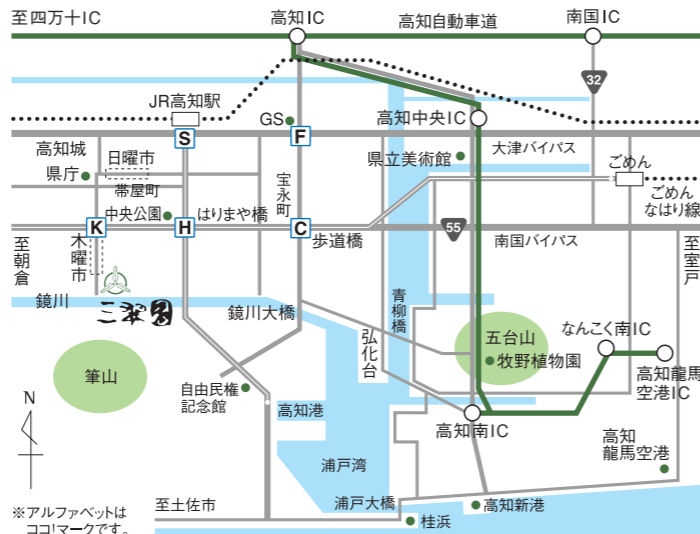 至四万十IC
高知IC
高知自動車道
南国IC
32
JR高知駅
GS
高知中央IC
S
F
高知城
県庁
日曜市
帯屋町
宝永町
県立美術館
大津バイパス
ごめん
ごめん
なはり線
中央公園
はりまや橋
K
H
C
歩道橋
55
南国バイパス
至朝倉
木曜市
至室戸
鏡川
三翠園
鏡川大橋
青柳橋
弘化台
五台山
牧野植物園
なんこく南IC
高知龍馬
空港IC
筆山
自由民権
記念館
高知港
高知南IC
N
浦戸湾
高知
龍馬空港
至土佐市
浦戸大橋
高知新港
桂浜
※アルファベットは
ココ!マークです。